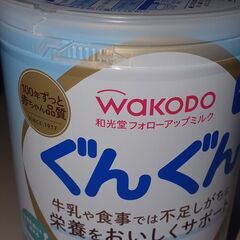 100年ずっと
赤ちゃん品質
SINCE 1917
WAKODO
和光堂フォローアップミルク
ぐんぐん
牛乳や食事では不足しがちな
栄養をおいしくサポート